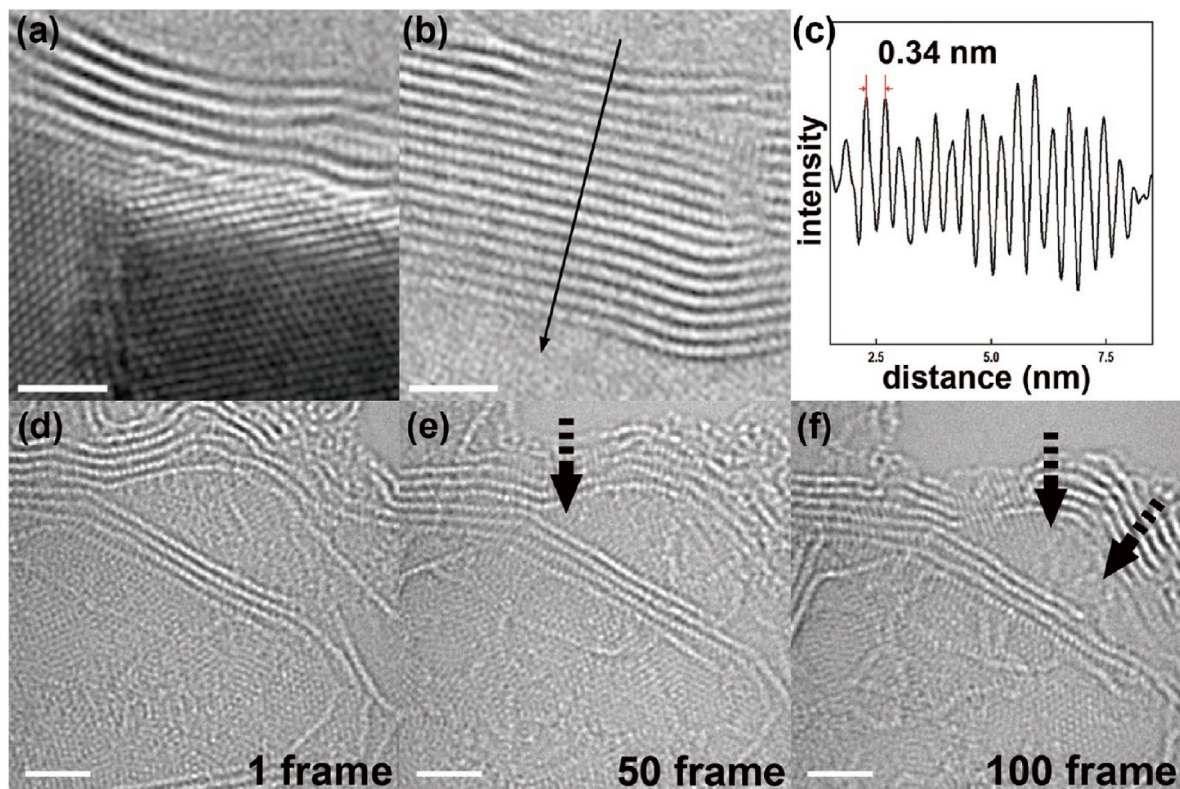 (a)
(b)
(c)
0.34 nm
intensity
2.5
5.0
7.5
distance (nm)
(d)
(e)
(f)
1 frame
50 frame
100 frame